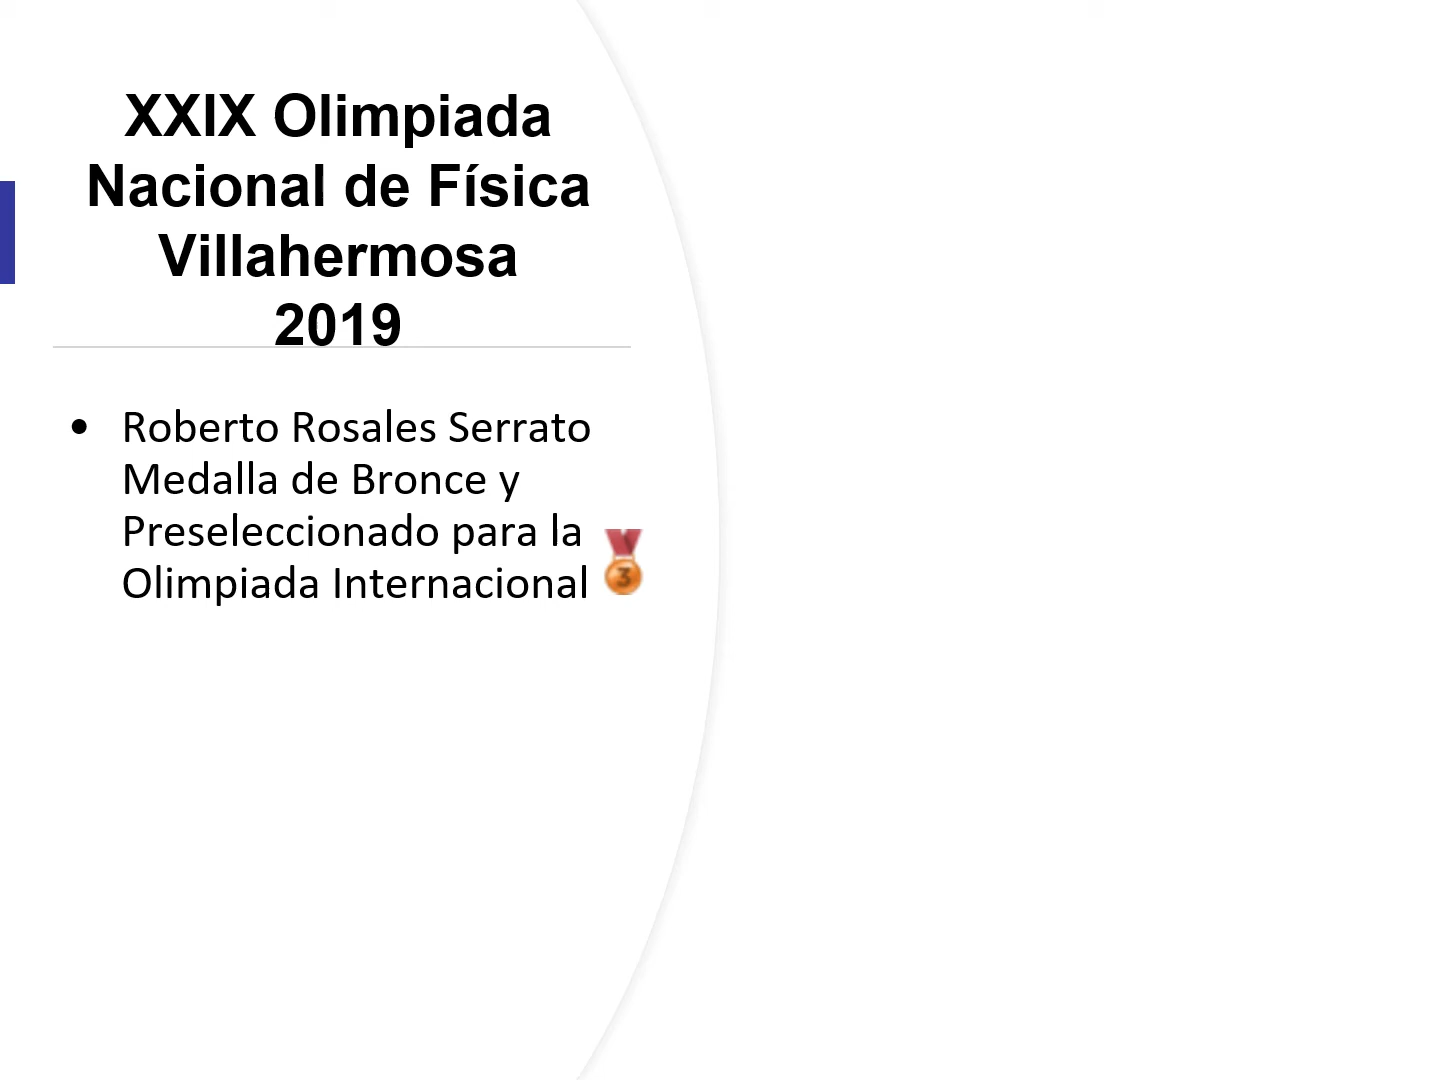 XXIX Olimpiada
Nacional de Física
Villahermosa
2019
• Roberto Rosales Serrato
Medalla de Bronce y
Preseleccionado para la
Olimpiada Internacional
3